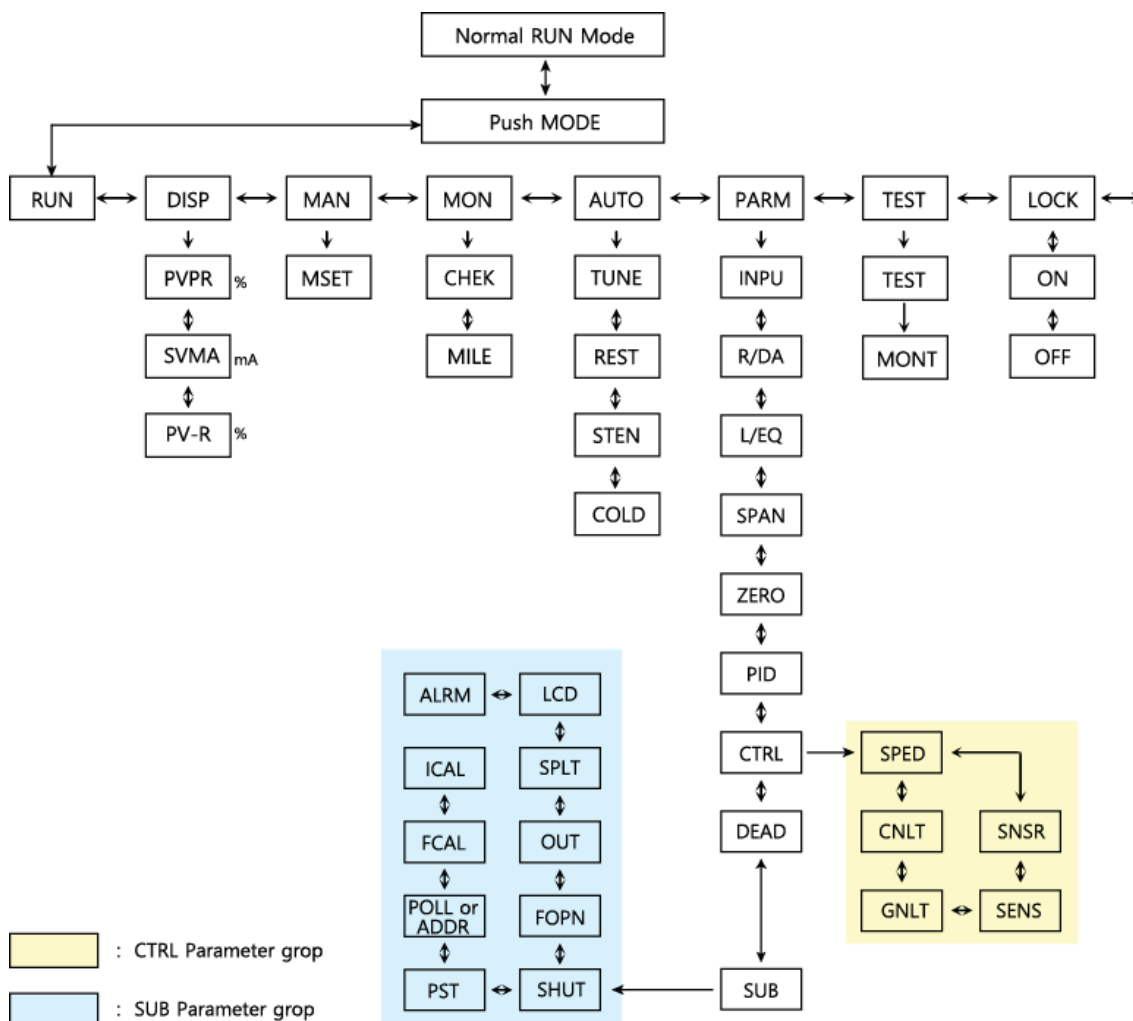 Normal RUN Mode
Push MODE
RUN
DISP
MAN
MON
AUTO
PARM
TEST
LOCK
PVPR %
MSET
CHEK
TUNE
INPU
TEST
ON
SVMA mA
MILE
REST
R/DA
MONT
OFF
PV-R %
STEN
L/EQ
COLD
SPAN
ZERO
ALRM
LCD
PID
ICAL
SPLT
CTRL
SPED
FCAL
OUT
DEAD
CNLT
SNSR
POLL or
ADDR
FOPN
GNLT
SENS
PST
SHUT
SUB
: CTRL Parameter grop
: SUB Parameter grop